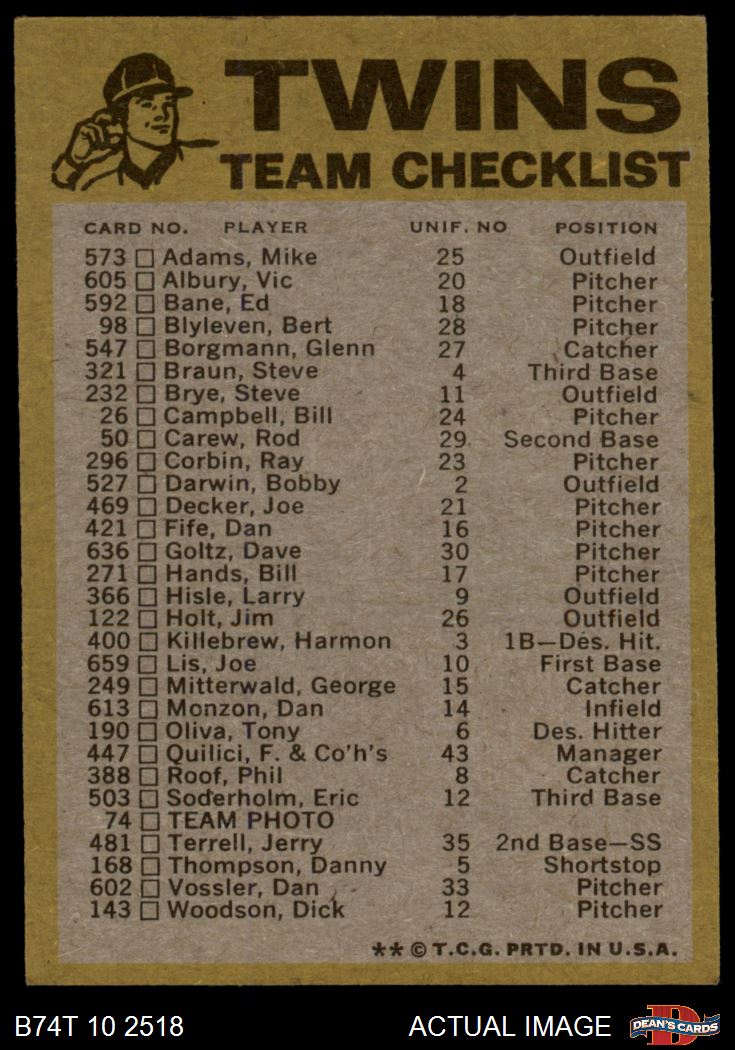 TWINS
TEAM CHECKLIST
CARD NO. PLAYER UNIF. NO POSITION
573 Adams, Mike 25 Outfield
605 Albury, Vic 20 Pitcher
592 Bane, Ed 18 Pitcher
98 Blyleven, Bert 28 Pitcher
547 Borgmann, Glenn 27 Catcher
321 Braun, Steve 4 Third Base
232 Brye, Steve 11 Outfield
26 Campbell, Bill 24 Pitcher
50 Carew, Rod 29 Second Base
296 Corbin, Ray 23 Pitcher
527 Darwin, Bobby 2 Outfield
469 Decker, Joe 21 Pitcher
421 Fife, Dan 16 Pitcher
636 Goltz, Dave 30 Pitcher
271 Hands, Bill 17 Pitcher
366 Hisle, Larry 9 Outfield
122 Holt, Jim 26 Outfield
400 Killebrew, Harmon 3 1B—Des. Hit.
659 Lis, Joe 10 First Base
249 Mitterwald, George 15 Catcher
613 Monzon, Dan 14 Infield
190 Oliva, Tony 6 Des. Hitter
447 Quilici, F. & Co'h's 43 Manager
388 Roof, Phil 8 Catcher
503 Soderholm, Eric 12 Third Base
74 TEAM PHOTO
481 Terrell, Jerry 35 2nd Base—SS
168 Thompson, Danny 5 Shortstop
602 Vossler, Dan 33 Pitcher
143 Woodson, Dick 12 Pitcher
** © T.C.G. PRTD. IN U.S.A.
B74T 10 2518 ACTUAL IMAGE DEAN'S CARDS